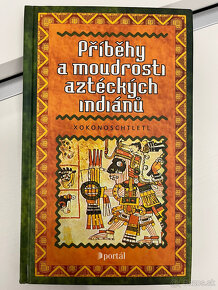 Příběhy
a moudrosti
aztéckých
indiánů
XOKONOSCHTLETL
portál